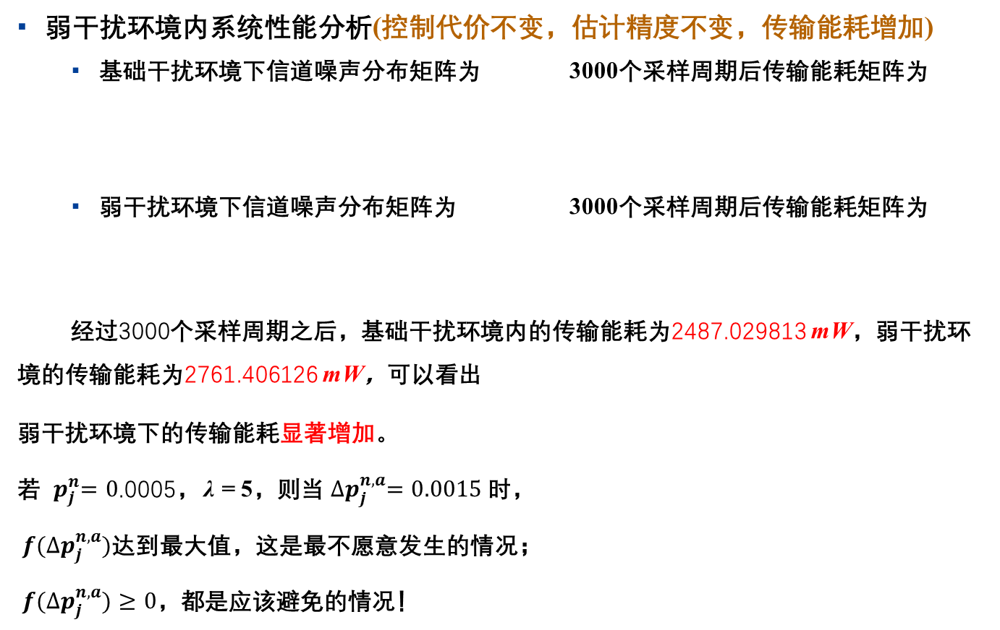 ▪ 弱干扰环境内系统性能分析(控制代价不变，估计精度不变，传输能耗增加)
▪ 基础干扰环境下信道噪声分布矩阵为 3000个采样周期后传输能耗矩阵为
▪ 弱干扰环境下信道噪声分布矩阵为 3000个采样周期后传输能耗矩阵为
经过3000个采样周期之后，基础干扰环境内的传输能耗为2487.029813 mW，弱干扰环
境的传输能耗为2761.406126 mW，可以看出
弱干扰环境下的传输能耗显著增加。
若 p_j^n = 0.0005，λ = 5，则当 Δp_j^{n,a} = 0.0015 时，
f(Δp_j^{n,a})达到最大值，这是最不愿意发生的情况；
f(Δp_j^{n,a}) ≥ 0，都是应该避免的情况！